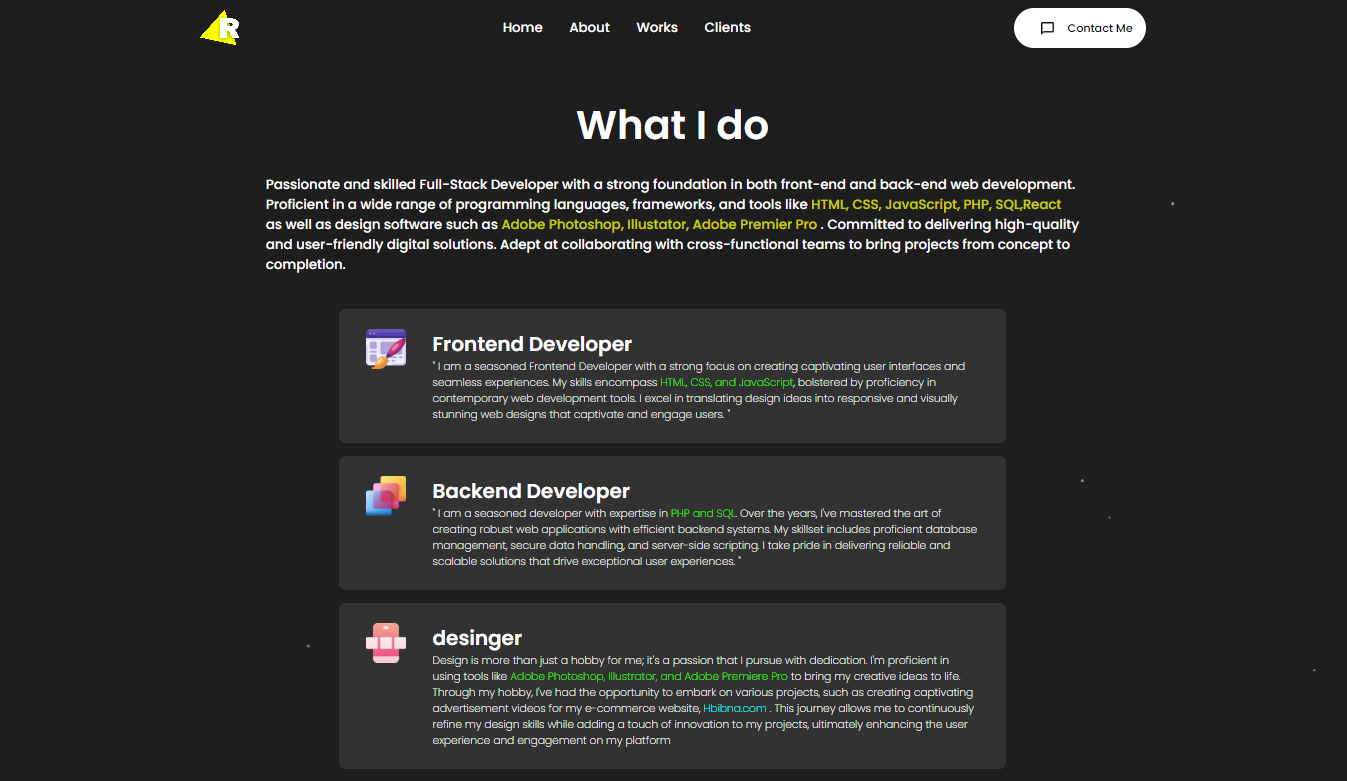 R
Home About Works Clients Contact Me
What I do
Passionate and skilled Full-Stack Developer with a strong foundation in both front-end and back-end web development.
Proficient in a wide range of programming languages, frameworks, and tools like HTML, CSS, JavaScript, PHP, SQL,React
as well as design software such as Adobe Photoshop, Illustator, Adobe Premier Pro . Committed to delivering high-quality
and user-friendly digital solutions. Adept at collaborating with cross-functional teams to bring projects from concept to
completion.
Frontend Developer
" I am a seasoned Frontend Developer with a strong focus on creating captivating user interfaces and
seamless experiences. My skills encompass HTML, CSS, and JavaScript, bolstered by proficiency in
contemporary web development tools. I excel in translating design ideas into responsive and visually
stunning web designs that captivate and engage users. "
Backend Developer
" I am a seasoned developer with expertise in PHP and SQL. Over the years, I've mastered the art of
creating robust web applications with efficient backend systems. My skillset includes proficient database
management, secure data handling, and server-side scripting. I take pride in delivering reliable and
scalable solutions that drive exceptional user experiences. "
desinger
Design is more than just a hobby for me; it's a passion that I pursue with dedication. I'm proficient in
using tools like Adobe Photoshop, Illustrator, and Adobe Premiere Pro to bring my creative ideas to life.
Through my hobby, I've had the opportunity to embark on various projects, such as creating captivating
advertisement videos for my e-commerce website, Hbibna.com . This journey allows me to continuously
refine my design skills while adding a touch of innovation to my projects, ultimately enhancing the user
experience and engagement on my platform